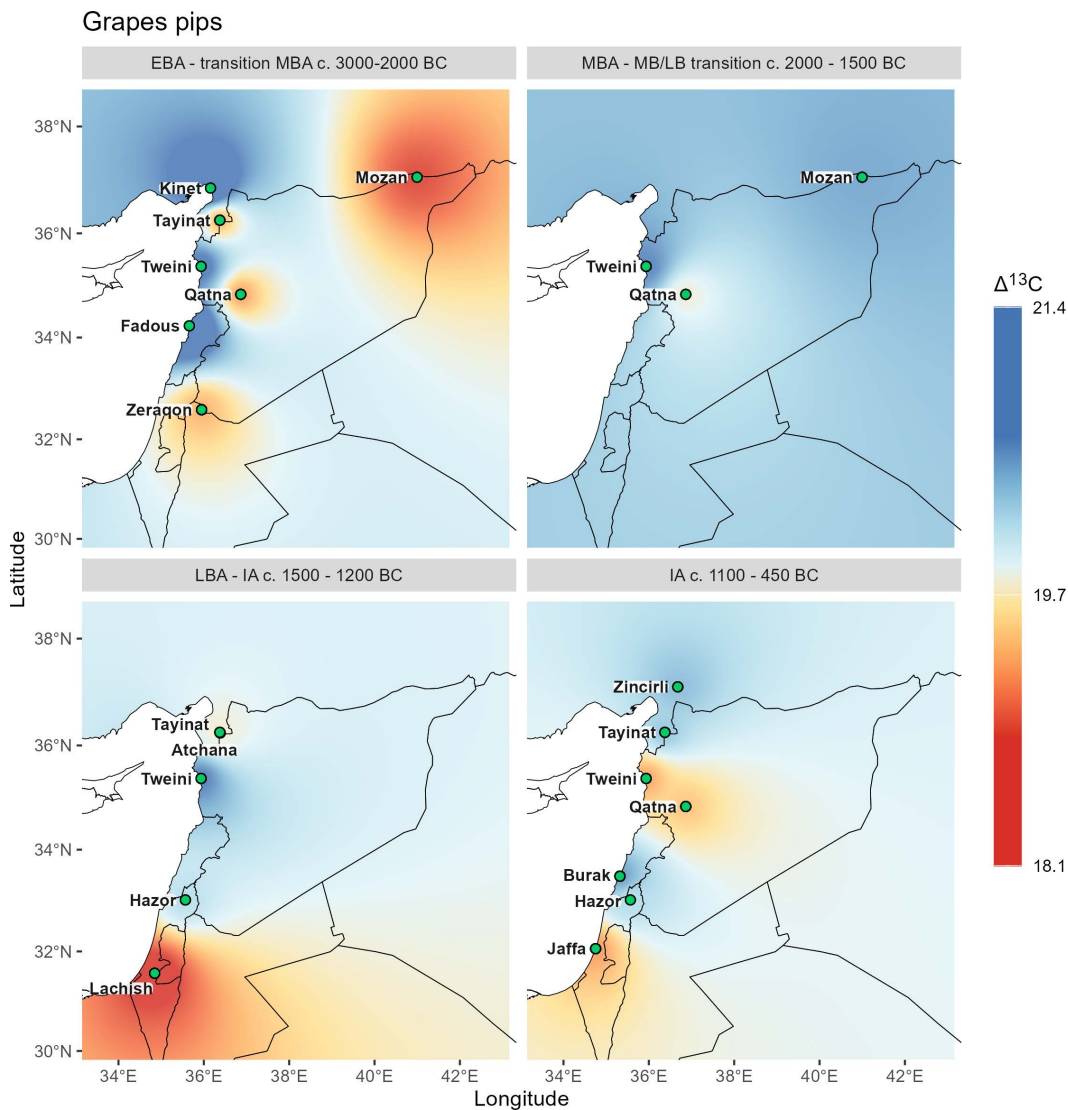 Grapes pips
EBA - transition MBA c. 3000-2000 BC
MBA - MB/LB transition c. 2000 - 1500 BC
38°N
36°N
34°N
32°N
30°N
Kinet
Mozan
Tayinat
Tweini
Qatna
Fadous
Zeraqon
Mozan
Tweini
Qatna
Δ¹³C
21.4
19.7
18.1
LBA - IA c. 1500 - 1200 BC
IA c. 1100 - 450 BC
38°N
36°N
34°N
32°N
30°N
Tayinat
Atchana
Tweini
Hazor
Lachish
Zincirli
Tayinat
Tweini
Qatna
Burak
Hazor
Jaffa
34°E
36°E
38°E
40°E
42°E
34°E
36°E
38°E
40°E
42°E
Longitude
Latitude